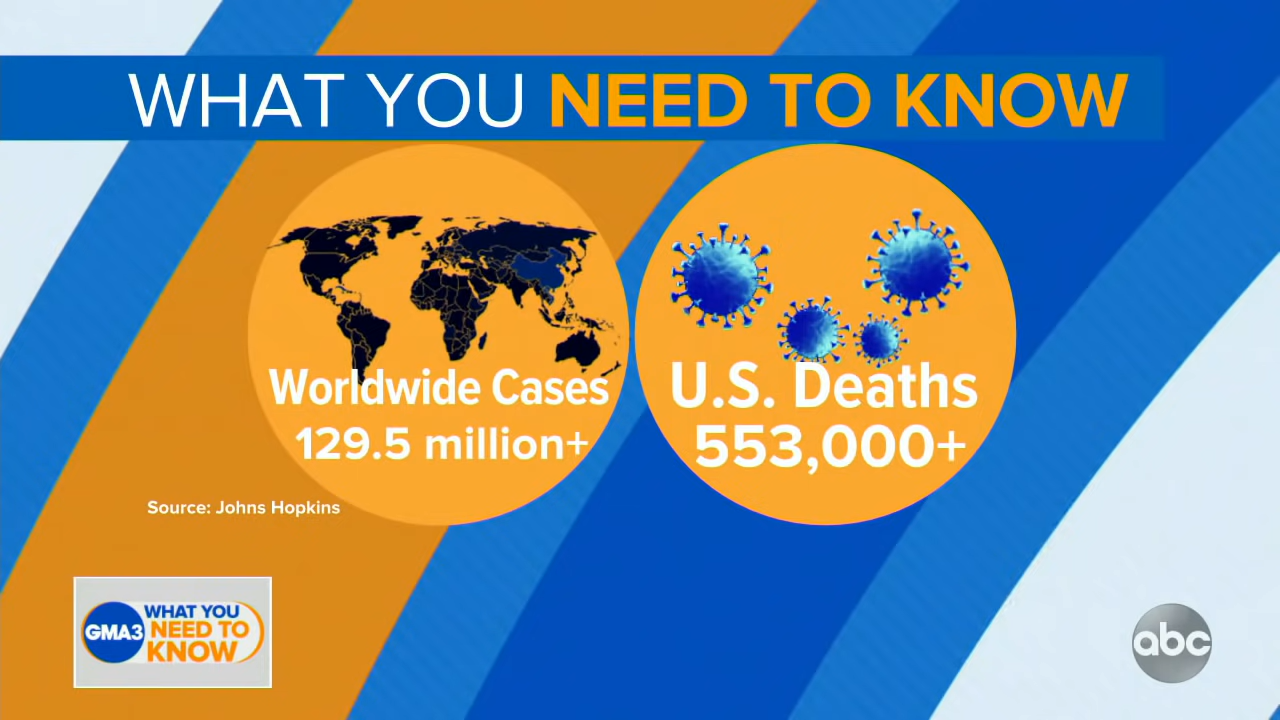 WHAT YOU NEED TO KNOW
Worldwide Cases
129.5 million+
U.S. Deaths
553,000+
Source: Johns Hopkins
GMA3
WHAT YOU
NEED TO
KNOW
abc